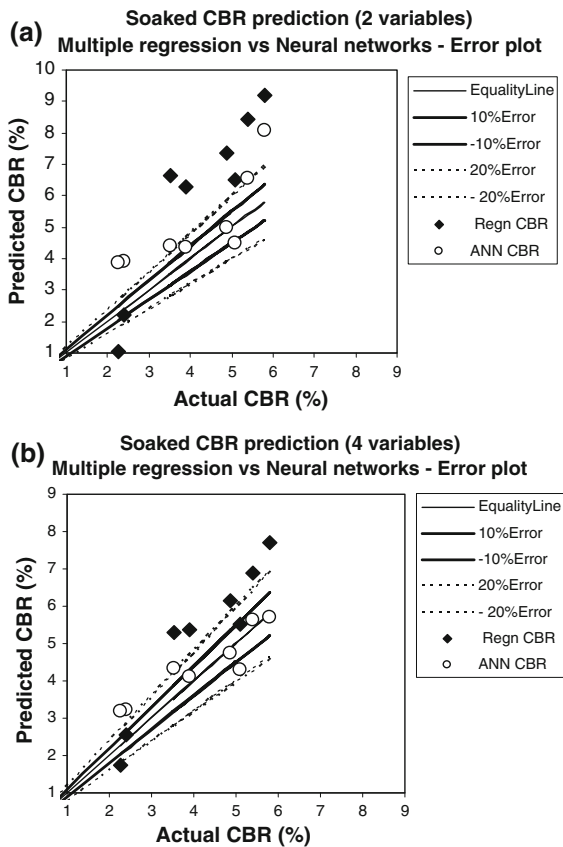 (a)
Soaked CBR prediction (2 variables)
Multiple regression vs Neural networks - Error plot
10
9
8
7
6
5
4
3
2
1
Predicted CBR (%)
1 2 3 4 5 6 7 8 9
Actual CBR (%)
EqualityLine
10%Error
-10%Error
20%Error
- 20%Error
Regn CBR
ANN CBR
(b)
Soaked CBR prediction (4 variables)
Multiple regression vs Neural networks - Error plot
9
8
7
6
5
4
3
2
1
Predicted CBR (%)
1 2 3 4 5 6 7 8 9
Actual CBR (%)
EqualityLine
10%Error
-10%Error
20%Error
- 20%Error
Regn CBR
ANN CBR